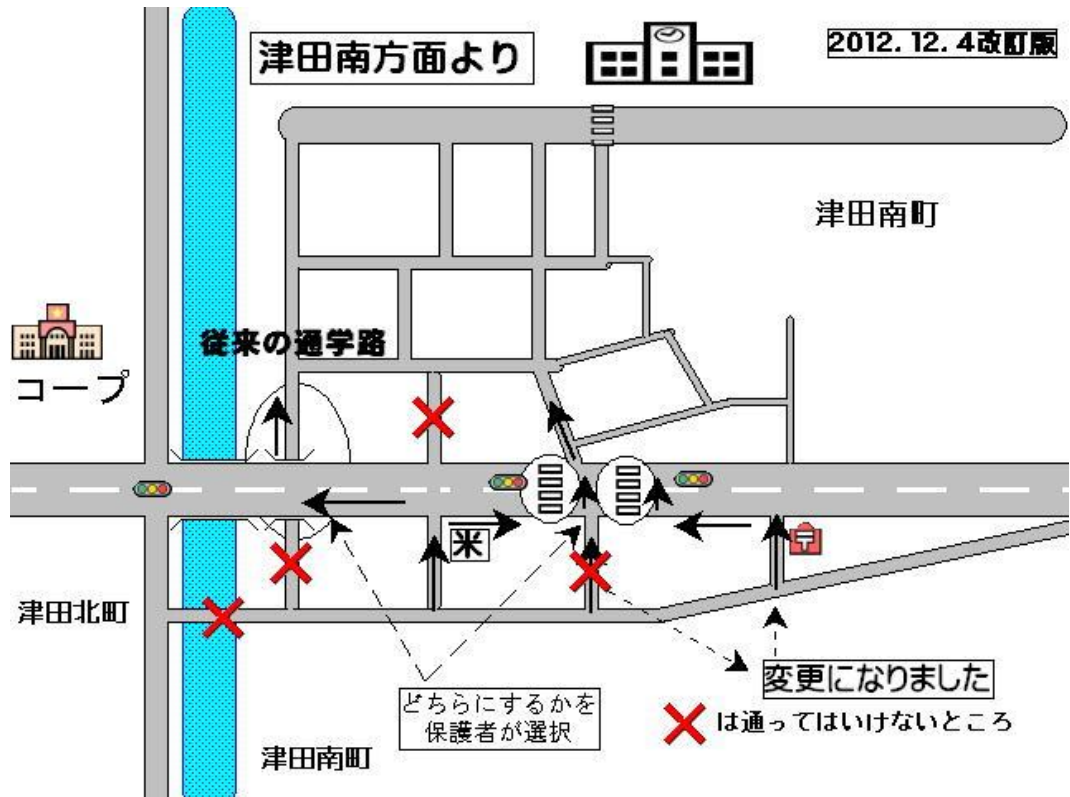 津田南方面より
2012.12.4改訂版
津田南町
従来の通学路
コープ
米
〒
津田北町
変更になりました
どちらにするかを
保護者が選択
は通ってはいけないところ
津田南町